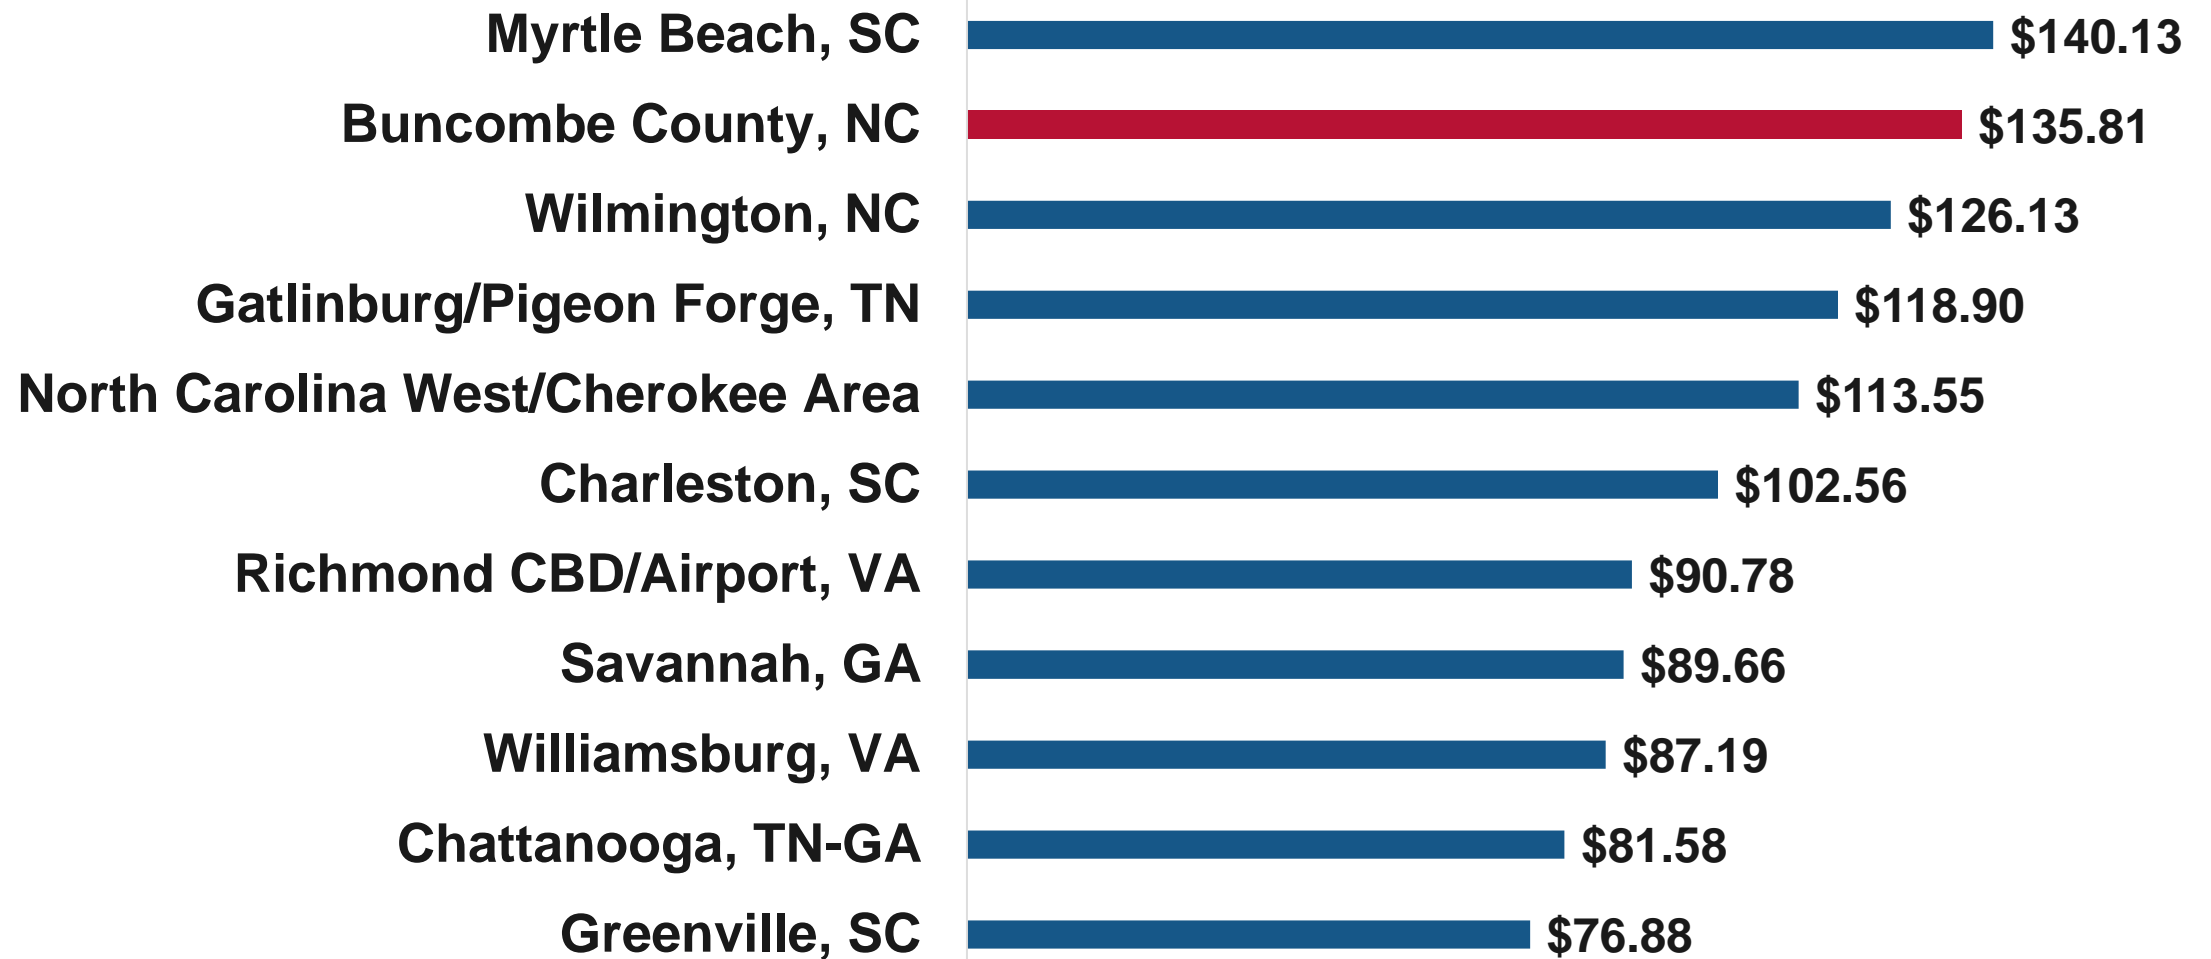 Myrtle Beach, SC $140.13
Buncombe County, NC $135.81
Wilmington, NC $126.13
Gatlinburg/Pigeon Forge, TN $118.90
North Carolina West/Cherokee Area $113.55
Charleston, SC $102.56
Richmond CBD/Airport, VA $90.78
Savannah, GA $89.66
Williamsburg, VA $87.19
Chattanooga, TN-GA $81.58
Greenville, SC $76.88